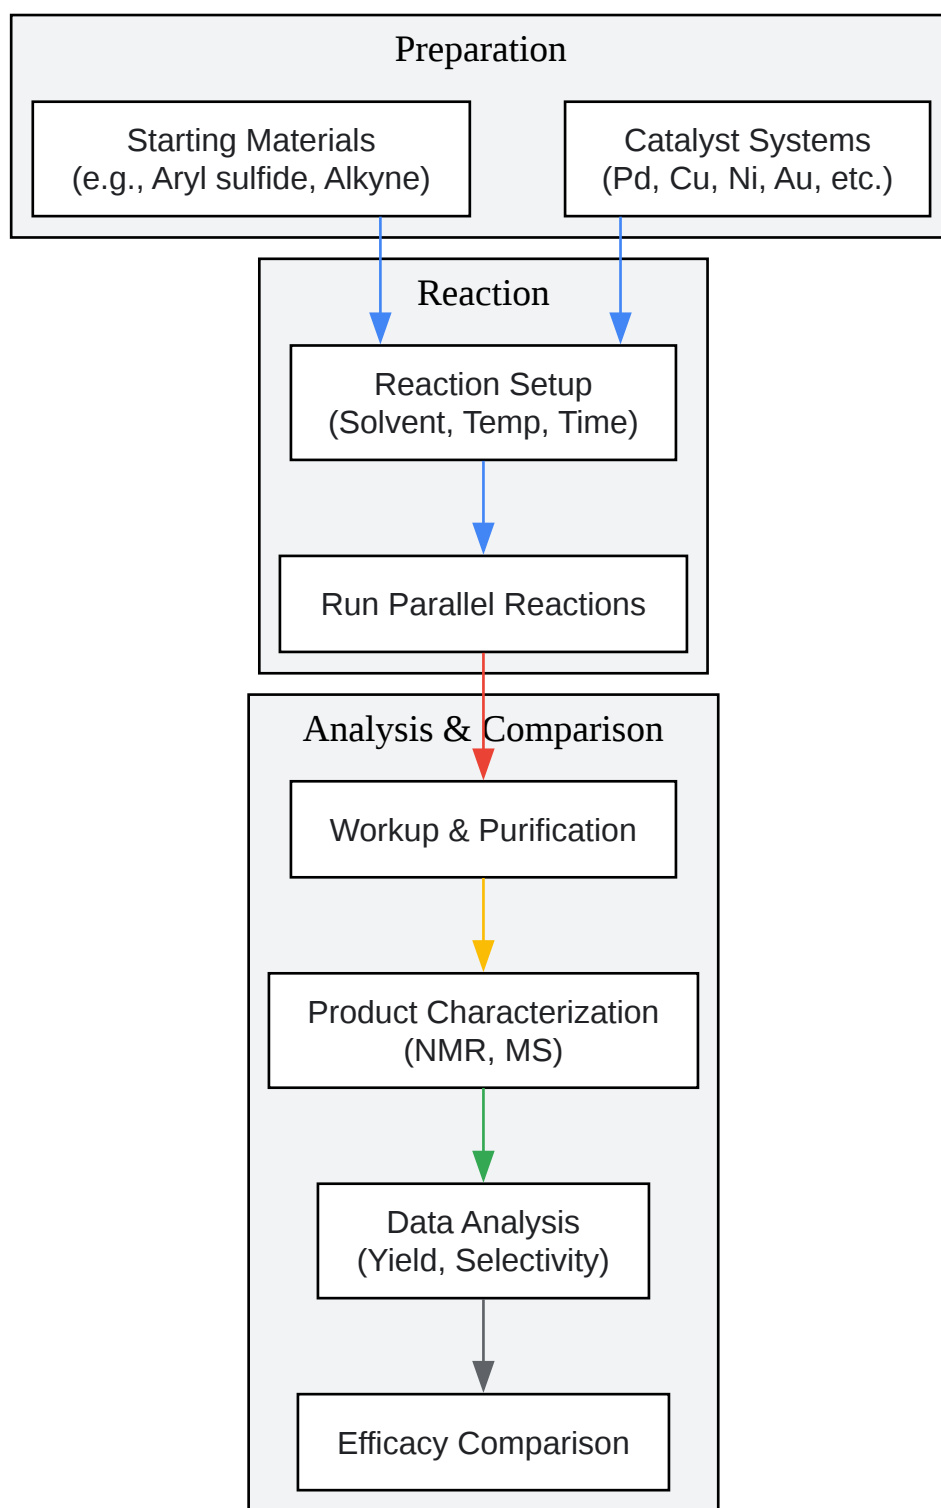 Preparation
Starting Materials
(e.g., Aryl sulfide, Alkyne)
Catalyst Systems
(Pd, Cu, Ni, Au, etc.)
Reaction
Reaction Setup
(Solvent, Temp, Time)
Run Parallel Reactions
Analysis & Comparison
Workup & Purification
Product Characterization
(NMR, MS)
Data Analysis
(Yield, Selectivity)
Efficacy Comparison